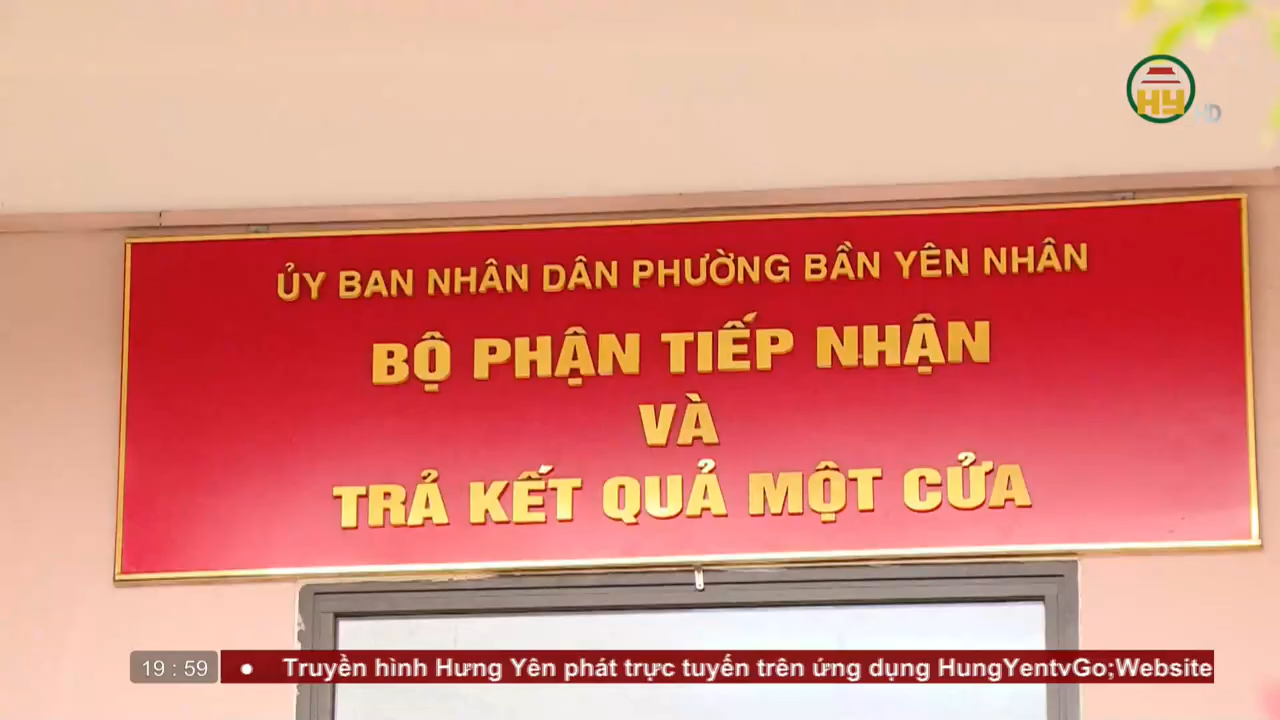 HY HD
ỦY BAN NHÂN DÂN PHƯỜNG BẦN YÊN NHÂN
BỘ PHẬN TIẾP NHẬN
VÀ
TRẢ KẾT QUẢ MỘT CỬA
19 : 59 • Truyền hình Hưng Yên phát trực tuyến trên ứng dụng HungYentvGo;Website